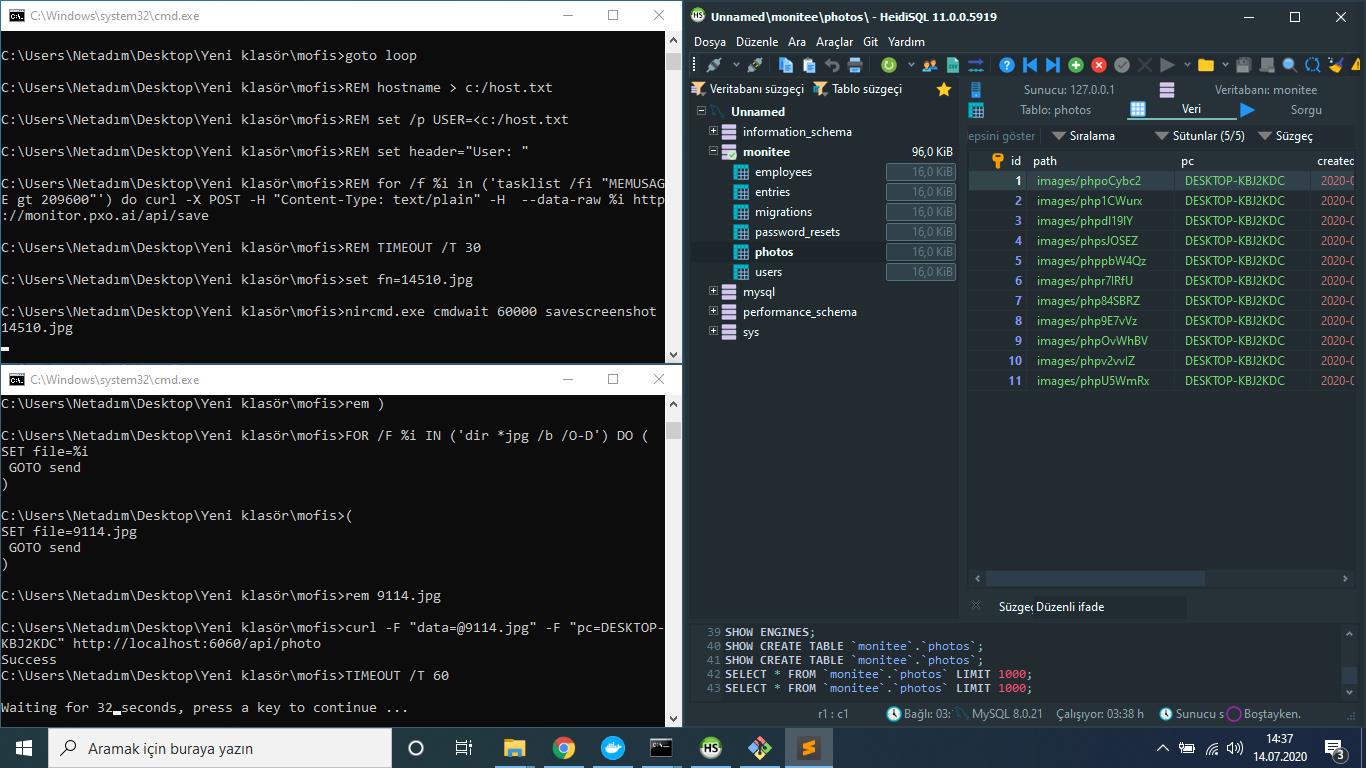 C:\Windows\system32\cmd.exe
C:\Users\Netadım\Desktop\Yeni klasör\mofis>goto loop
C:\Users\Netadım\Desktop\Yeni klasör\mofis>REM hostname > c:/host.txt
C:\Users\Netadım\Desktop\Yeni klasör\mofis>REM set /p USER=<c:/host.txt
C:\Users\Netadım\Desktop\Yeni klasör\mofis>REM set header="User: "
C:\Users\Netadım\Desktop\Yeni klasör\mofis>REM for /f %i in ('tasklist /fi "MEMUSAG
E gt 209600"') do curl -X POST -H "Content-Type: text/plain" -H  --data-raw %i http
://monitor.pxo.ai/api/save
C:\Users\Netadım\Desktop\Yeni klasör\mofis>REM TIMEOUT /T 30
C:\Users\Netadım\Desktop\Yeni klasör\mofis>set fn=14510.jpg
C:\Users\Netadım\Desktop\Yeni klasör\mofis>nircmd.exe cmdwait 60000 savescreenshot
14510.jpg
C:\Windows\system32\cmd.exe
C:\Users\Netadım\Desktop\Yeni klasör\mofis>rem )
C:\Users\Netadım\Desktop\Yeni klasör\mofis>FOR /F %i IN ('dir *jpg /b /O-D') DO (
SET file=%i
GOTO send
)
C:\Users\Netadım\Desktop\Yeni klasör\mofis>(
SET file=9114.jpg
GOTO send
)
C:\Users\Netadım\Desktop\Yeni klasör\mofis>rem 9114.jpg
C:\Users\Netadım\Desktop\Yeni klasör\mofis>curl -F "data=@9114.jpg" -F "pc=DESKTOP-
KBJ2KDC" http://localhost:6060/api/photo
Success
C:\Users\Netadım\Desktop\Yeni klasör\mofis>TIMEOUT /T 60
Waiting for 32 seconds, press a key to continue ...
Unnamed\monitee\photos\ - HeidiSQL 11.0.0.5919
Dosya Düzenle Ara Araçlar Git Yardım
Veritabanı süzgeçi Tablo süzgeçi
Unnamed
information_schema
monitee 96,0 KiB
employees 16,0 KiB
entries 16,0 KiB
migrations 16,0 KiB
password_resets 16,0 KiB
photos 16,0 KiB
users 16,0 KiB
mysql
performance_schema
sys
Sunucu: 127.0.0.1 Veritabanı: monitee
Tablo: photos Veri Sorgu
epsini göster Sıralama Sütunlar (5/5) Süzgeç
id path pc created
1 images/phpoCybc2 DESKTOP-KBJ2KDC 2020-0
2 images/php1CWurx DESKTOP-KBJ2KDC 2020-0
3 images/phpdI19IY DESKTOP-KBJ2KDC 2020-0
4 images/phpsJOSEZ DESKTOP-KBJ2KDC 2020-0
5 images/phppbW4Qz DESKTOP-KBJ2KDC 2020-0
6 images/phpr7IRfU DESKTOP-KBJ2KDC 2020-0
7 images/php84SBRZ DESKTOP-KBJ2KDC 2020-0
8 images/php9E7vVz DESKTOP-KBJ2KDC 2020-0
9 images/phpOvWhBV DESKTOP-KBJ2KDC 2020-0
10 images/phpv2vvIZ DESKTOP-KBJ2KDC 2020-0
11 images/phpU5WmRx DESKTOP-KBJ2KDC 2020-0
Süzgeç Düzenli ifade
39 SHOW ENGINES;
40 SHOW CREATE TABLE `monitee`.`photos`;
41 SHOW CREATE TABLE `monitee`.`photos`;
42 SELECT * FROM `monitee`.`photos` LIMIT 1000;
43 SELECT * FROM `monitee`.`photos` LIMIT 1000;
r1 : c1 Bağlı: 03: MySQL 8.0.21 Çalışıyor: 03:38 h Sunucu s Boştayken.
Aramak için buraya yazın
14:37
14.07.2020
3